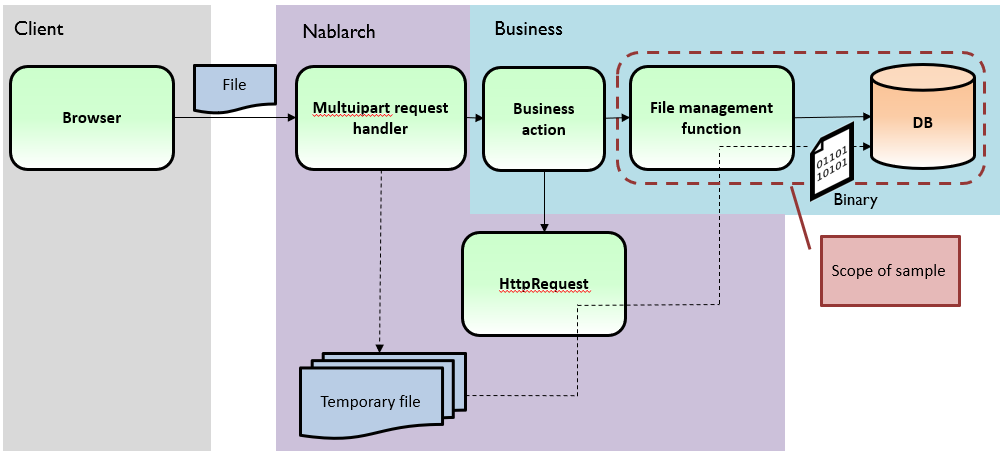 Client
Nablarch
Business
File
Browser
Multuipart request
handler
Business
action
File management
function
DB
01101
10101
Binary
HttpRequest
Scope of sample
Temporary file